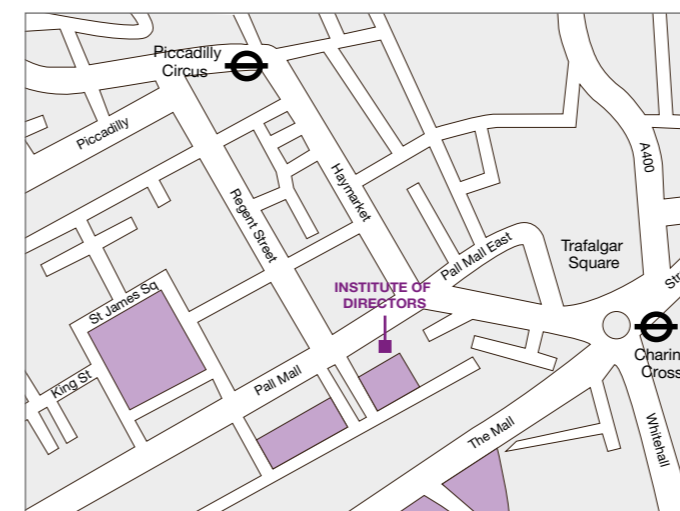 Piccadilly
Circus
Piccadilly
Regent Street
Haymarket
A400
Pall Mall East
Trafalgar
Square
St James Sq
INSTITUTE OF
DIRECTORS
King St
Pall Mall
The Mall
Charin
Cross
Whitehall